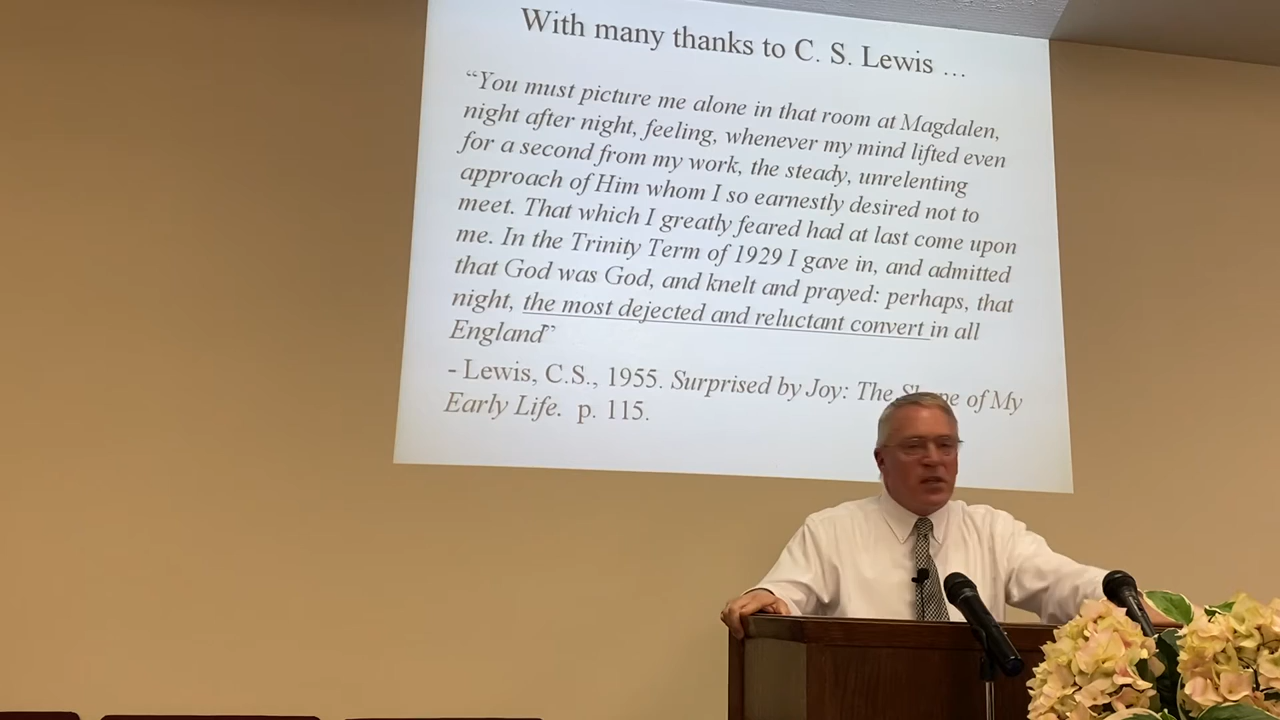 With many thanks to C. S. Lewis ...
“You must picture me alone in that room at Magdalen,
night after night, feeling, whenever my mind lifted even
for a second from my work, the steady, unrelenting
approach of Him whom I so earnestly desired not to
meet. That which I greatly feared had at last come upon
me. In the Trinity Term of 1929 I gave in, and admitted
that God was God, and knelt and prayed: perhaps, that
night, the most dejected and reluctant convert in all
England”
- Lewis, C.S., 1955. Surprised by Joy: The of My
Early Life. p. 115.